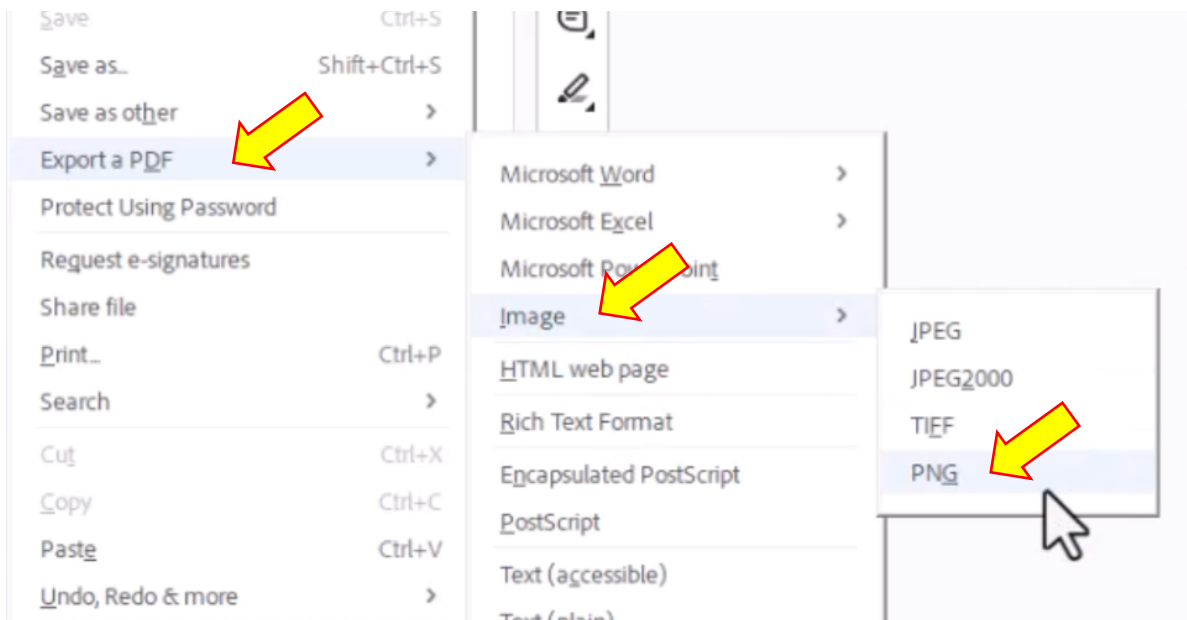 Save Ctrl+S
Save as... Shift+Ctrl+S
Save as other
Export a PDF
Protect Using Password
Request e-signatures
Share file
Print... Ctrl+P
Search
Cut Ctrl+X
Copy Ctrl+C
Paste Ctrl+V
Undo, Redo & more
Microsoft Word
Microsoft Excel
Microsoft
Image
HTML web page
Rich Text Format
Encapsulated PostScript
PostScript
Text (accessible)
Text (plain)
JPEG
JPEG2000
TIFF
PNG